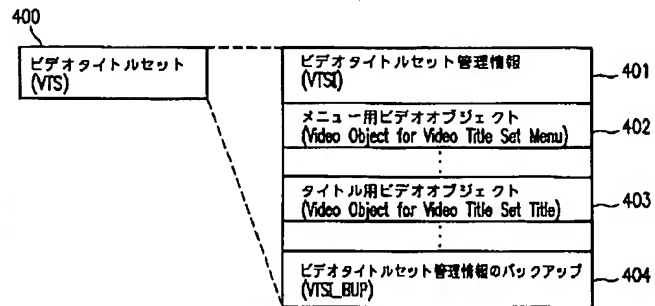 400
ビデオタイトルセット
(VTS)
ビデオタイトルセット管理情報
(VTSI)
401
メニュー用ビデオオブジェクト
(Video Object for Video Title Set Menu)
402
タイトル用ビデオオブジェクト
(Video Object for Video Title Set Title)
403
ビデオタイトルセット管理情報のバックアップ
(VTSI_BUP)
404